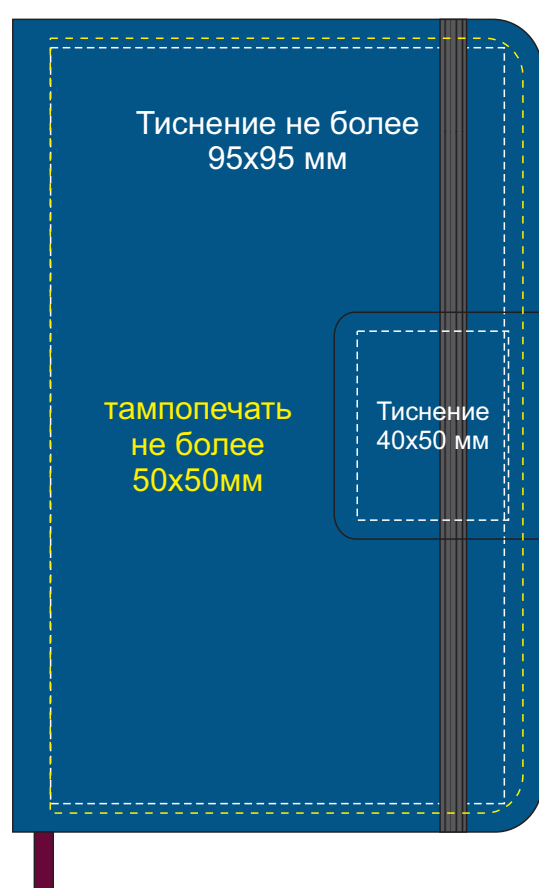 Тиснение не более
95х95 мм
тампопечать
не более
50х50мм
Тиснение
40х50 мм